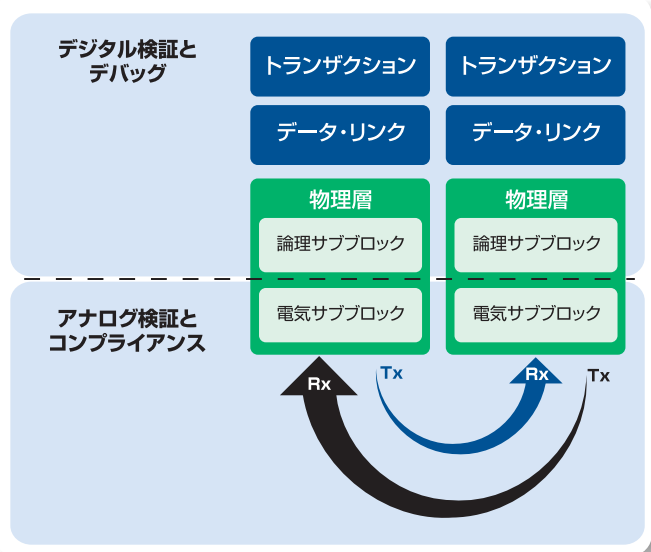 デジタル検証と
デバッグ
トランザクション
トランザクション
データ・リンク
データ・リンク
物理層
物理層
論理サブブロック
論理サブブロック
アナログ検証と
コンプライアンス
電気サブブロック
電気サブブロック
Rx
Tx
Rx
Tx